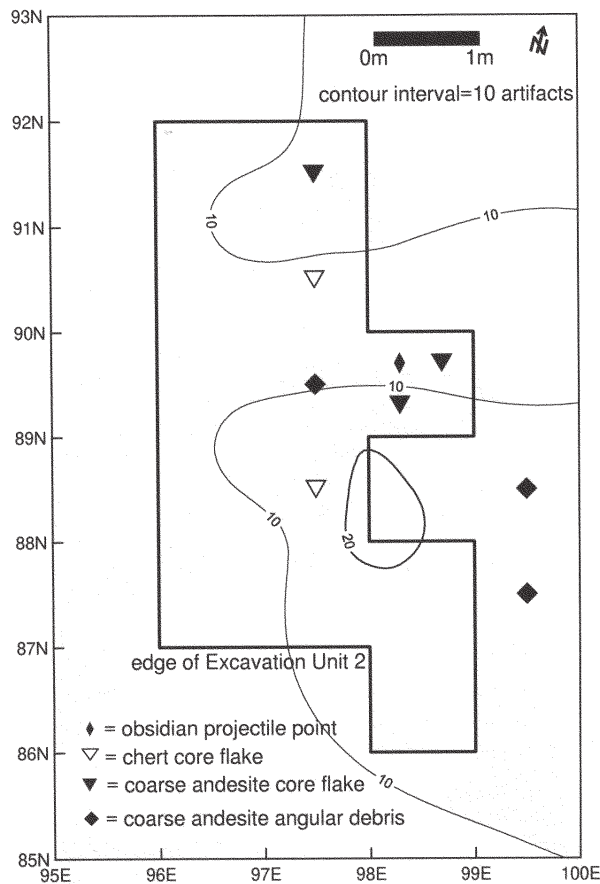 93N
0m 1m
N
contour interval=10 artifacts
92N
91N
10
10
90N
10
89N
10
20
88N
87N
edge of Excavation Unit 2
= obsidian projectile point
86N
= chert core flake
10
= coarse andesite core flake
= coarse andesite angular debris
85N
95E 96E 97E 98E 99E 100E